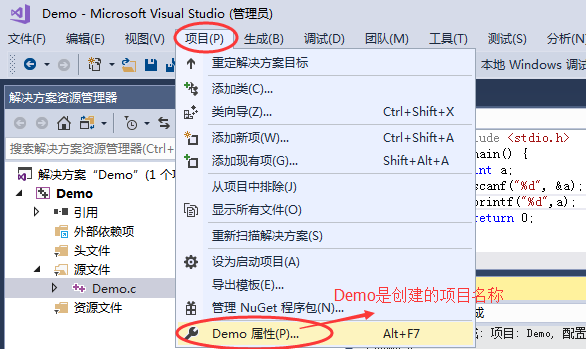 Demo - Microsoft Visual Studio (管理员)
文件(F) 编辑(E) 视图(V) 项目(P) 生成(B) 调试(D) 团队(M) 工具(T) 测试(S) 分析(N)
本地 Windows 调试
解决方案资源管理器
搜索解决方案资源管理器(Ctrl+
解决方案"Demo"(1 个项
Demo
引用
外部依赖项
头文件
源文件
Demo.c
资源文件
重定解决方案目标
添加类(C)...
类向导(Z)... Ctrl+Shift+X
添加新项(W)... Ctrl+Shift+A
添加现有项(G)... Shift+Alt+A
从项目中排除(J)
显示所有文件(O)
重新扫描解决方案(S)
设为启动项目(A)
导出模板(E)...
管理 NuGet 程序包(N)...
Demo 属性(P)... Alt+F7
Demo是创建的项目名称
clude <stdio.h>
main() {
int a;
scanf("%d", &a);
printf("%d",a);
return 0;
成
: 项目: Demo, 配置